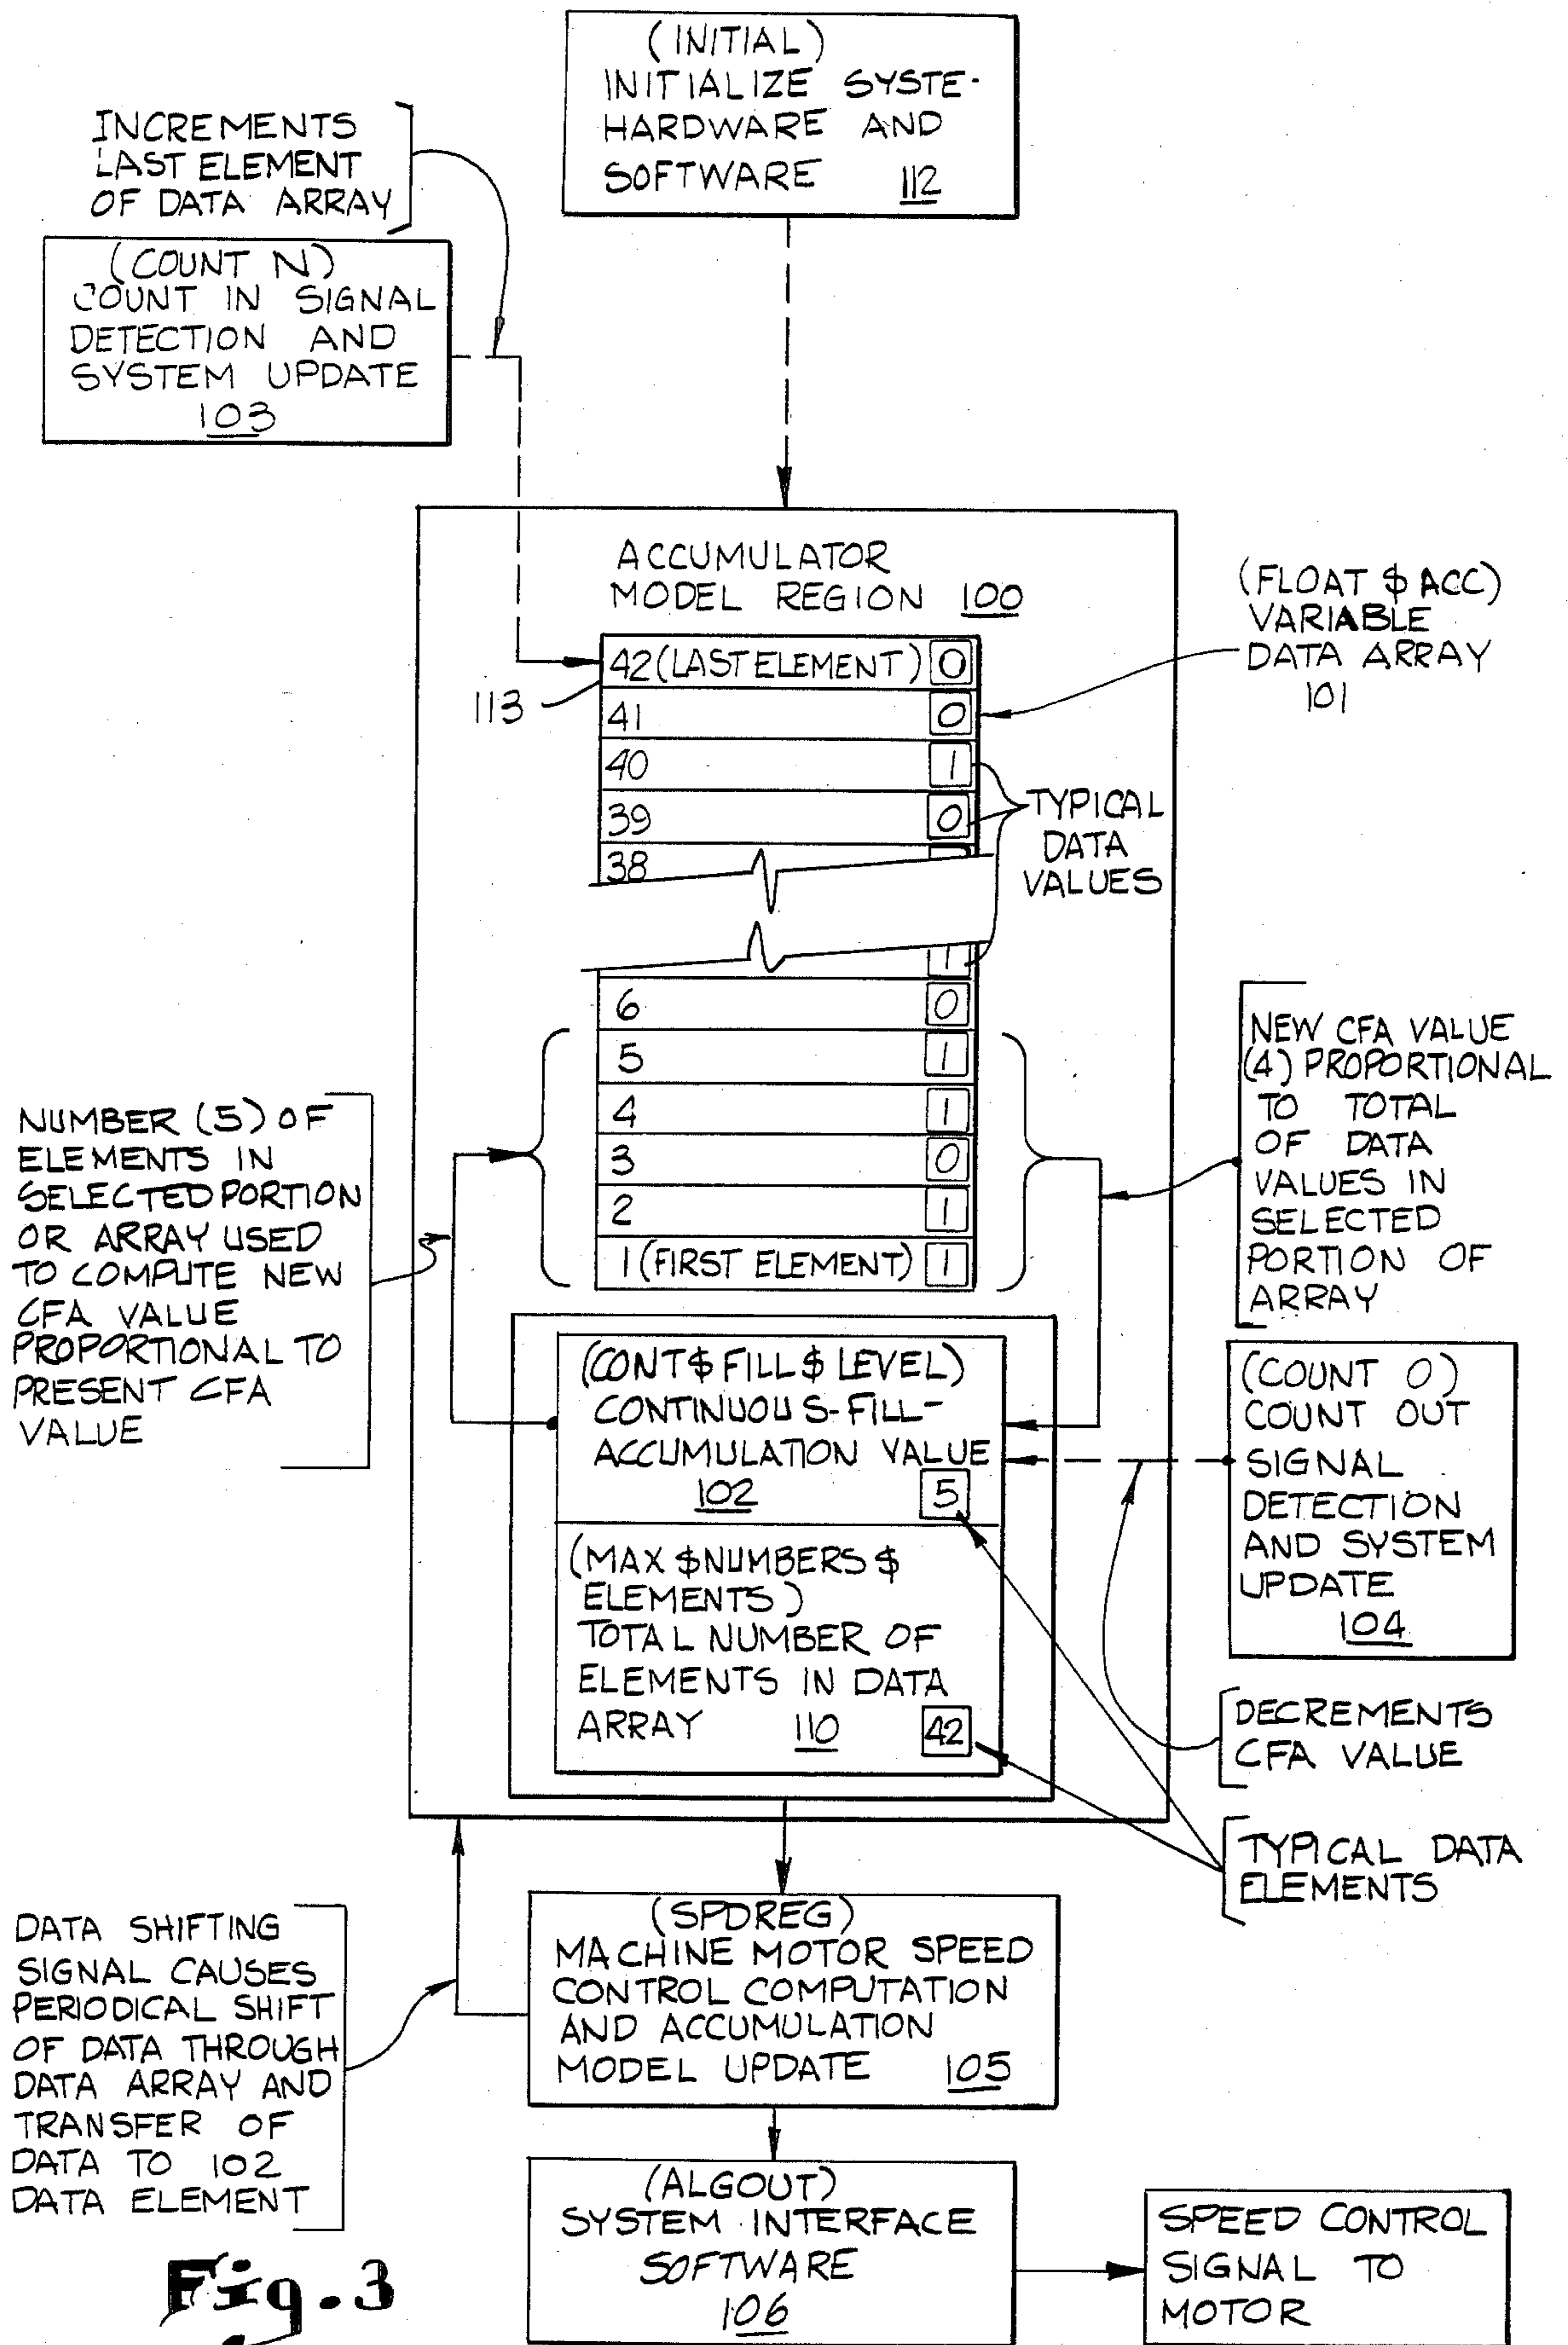 (INITIAL)
INITIALIZE SYSTE-
HARDWARE AND
SOFTWARE 112
INCREMENTS
LAST ELEMENT
OF DATA ARRAY
(COUNT N)
COUNT IN SIGNAL
DETECTION AND
SYSTEM UPDATE
103
ACCUMULATOR
MODEL REGION 100
(FLOAT $ ACC)
VARIABLE
DATA ARRAY
101
113
42 (LAST ELEMENT) 0
41 0
40 1
39 0
38
TYPICAL
DATA
VALUES
1
6 0
5 1
4 1
3 0
2 1
1 (FIRST ELEMENT) 1
NUMBER (5) OF
ELEMENTS IN
SELECTED PORTION
OR ARRAY USED
TO COMPUTE NEW
CFA VALUE
PROPORTIONAL TO
PRESENT CFA
VALUE
NEW CFA VALUE
(4) PROPORTIONAL
TO TOTAL
OF DATA
VALUES IN
SELECTED
PORTION OF
ARRAY
(CONT $ FILL $ LEVEL)
CONTINUOUS-FILL-
ACCUMULATION VALUE
102 5
(MAX $NUMBERS $
ELEMENTS)
TOTAL NUMBER OF
ELEMENTS IN DATA
ARRAY 110 42
(COUNT O)
COUNT OUT
SIGNAL
DETECTION
AND SYSTEM
UPDATE
104
DECREMENTS
CFA VALUE
TYPICAL DATA
ELEMENTS
DATA SHIFTING
SIGNAL CAUSES
PERIODICAL SHIFT
OF DATA THROUGH
DATA ARRAY AND
TRANSFER OF
DATA TO 102
DATA ELEMENT
(SPDREG)
MACHINE MOTOR SPEED
CONTROL COMPUTATION
AND ACCUMULATION
MODEL UPDATE 105
(ALGOUT)
SYSTEM INTERFACE
SOFTWARE
106
SPEED CONTROL
SIGNAL TO
MOTOR
Fig. 3